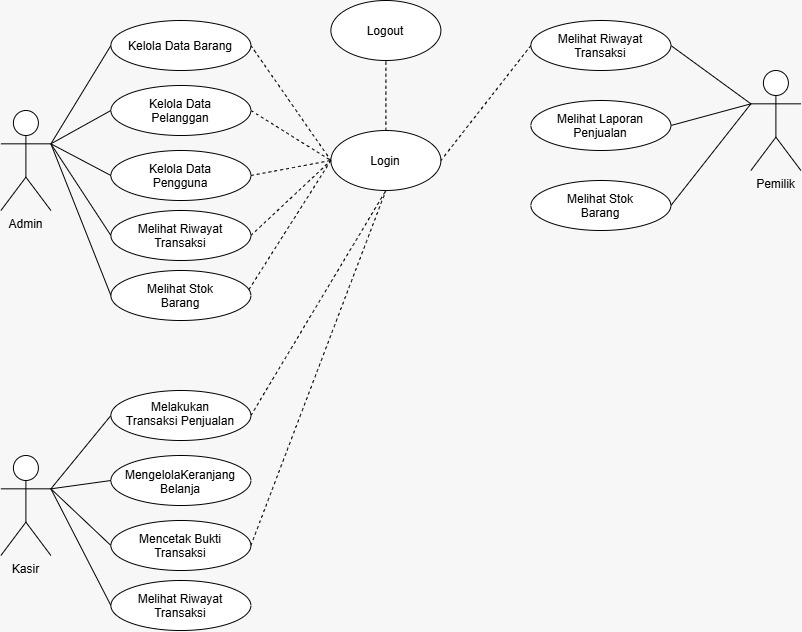 Logout
Kelola Data Barang
Melihat Riwayat
Transaksi
Kelola Data
Pelanggan
Melihat Laporan
Penjualan
Login
Kelola Data
Pengguna
Pemilik
Melihat Stok
Barang
Admin
Melihat Riwayat
Transaksi
Melihat Stok
Barang
Melakukan
Transaksi Penjualan
MengelolaKeranjang
Belanja
Mencetak Bukti
Transaksi
Kasir
Melihat Riwayat
Transaksi